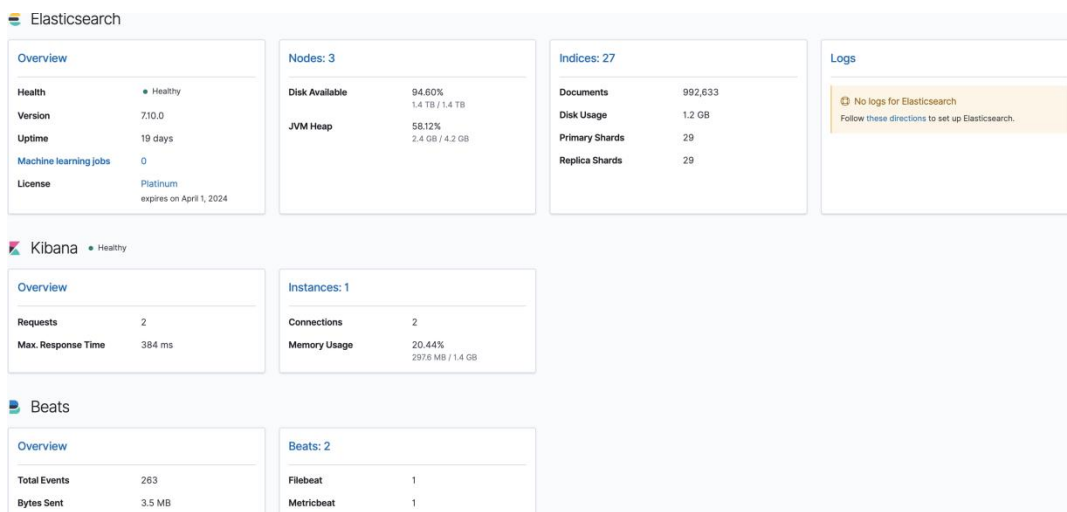 Elasticsearch
Overview
Health Healthy
Version 7.10.0
Uptime 19 days
Machine learning jobs 0
License Platinum
expires on April 1, 2024
Nodes: 3
Disk Available 94.60%
1.4 TB / 1.4 TB
JVM Heap 58.12%
2.4 GB / 4.2 GB
Indices: 27
Documents 992,633
Disk Usage 1.2 GB
Primary Shards 29
Replica Shards 29
Logs
No logs for Elasticsearch
Follow these directions to set up Elasticsearch.
Kibana Healthy
Overview
Requests 2
Max. Response Time 384 ms
Instances: 1
Connections 2
Memory Usage 20.44%
297.6 MB / 1.4 GB
Beats
Overview
Total Events 263
Bytes Sent 3.5 MB
Beats: 2
Filebeat 1
Metricbeat 1